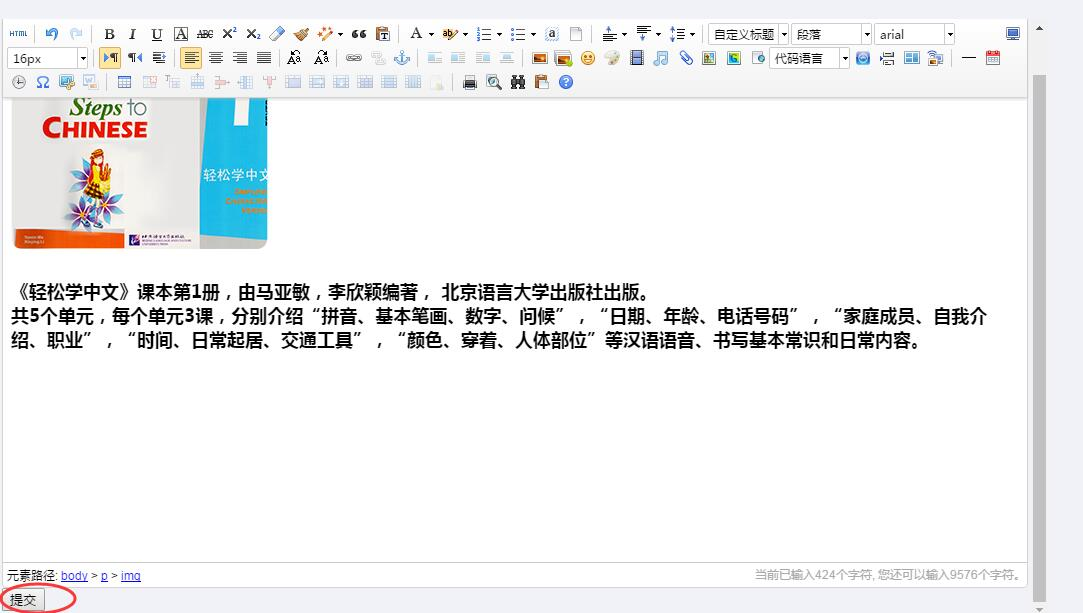 HTML B I U A ABC X² X₂ A 自定义标题 段落 arial
16px 代码语言
Steps to
CHINESE
轻松学中文
《轻松学中文》课本第1册，由马亚敏，李欣颖编著， 北京语言大学出版社出版。
共5个单元，每个单元3课，分别介绍“拼音、基本笔画、数字、问候”，“日期、年龄、电话号码”，“家庭成员、自我介
绍、职业”，“时间、日常起居、交通工具”，“颜色、穿着、人体部位”等汉语语音、书写基本常识和日常内容。
元素路径: body > p > img 当前已输入424个字符, 您还可以输入9576个字符。
提交